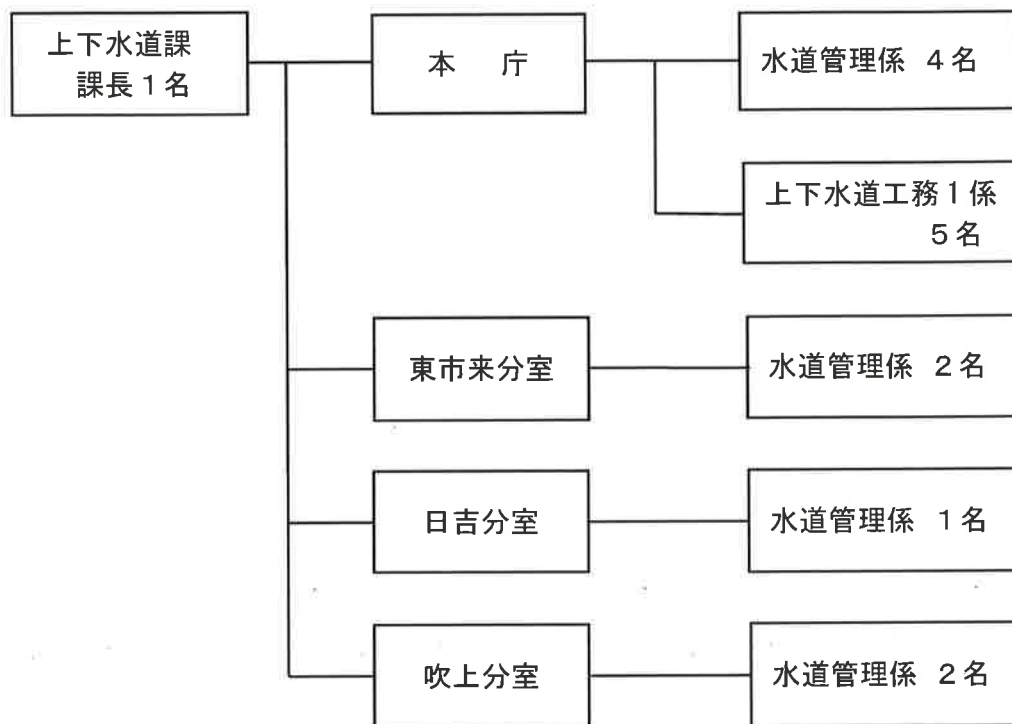 上下水道課
課長1名
本 庁
水道管理係 4名
上下水道工務1係
5名
東市来分室
水道管理係 2名
日吉分室
水道管理係 1名
吹上分室
水道管理係 2名